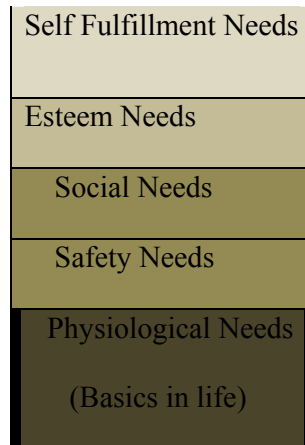 Self Fulfillment Needs
Esteem Needs
Social Needs
Safety Needs
Physiological Needs
(Basics in life)